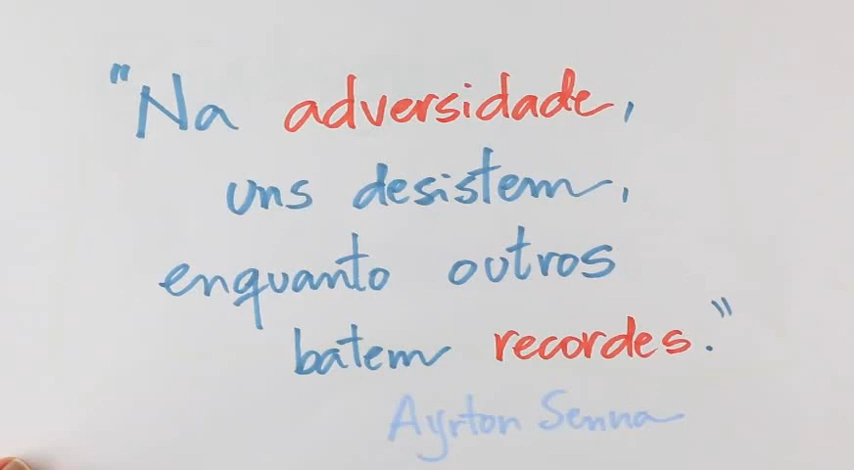 "Na adversidade,
uns desistem,
enquanto outros
batem recordes."
Ayrton Senna